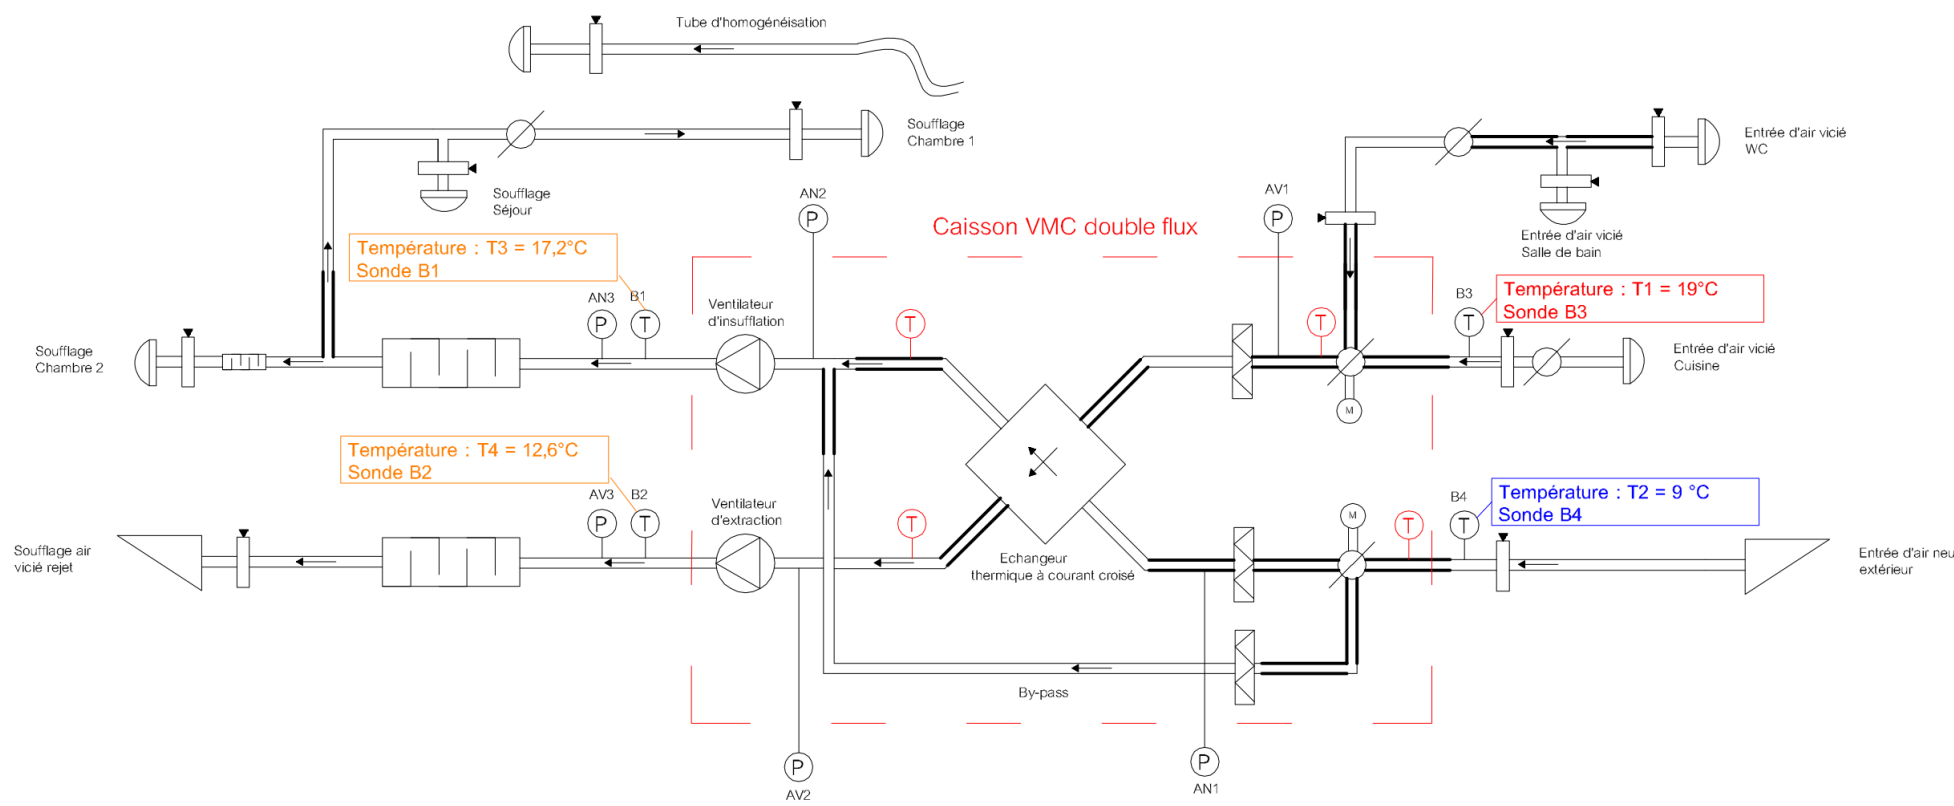 Tube d'homogénéisation
Soufflage
Chambre 1
Entrée d'air vicié
WC
Soufflage
Séjour
AN2
AV1
Caisson VMC double flux
Entrée d'air vicié
Salle de bain
Température : T3 = 17,2°C
Sonde B1
Température : T1 = 19°C
Sonde B3
AN3
B1
B3
P
T
Ventilateur
d'insufflation
P
T
P
T
T
Soufflage
Chambre 2
Entrée d'air vicié
Cuisine
M
Température : T4 = 12,6°C
Sonde B2
Température : T2 = 9 °C
Sonde B4
AV3
B2
B4
P
T
Ventilateur
d'extraction
T
M
T
T
Soufflage air
vicié rejet
Echangeur
thermique à courant croisé
Entrée d'air neu
extérieur
By-pass
P
AV2
P
AN1